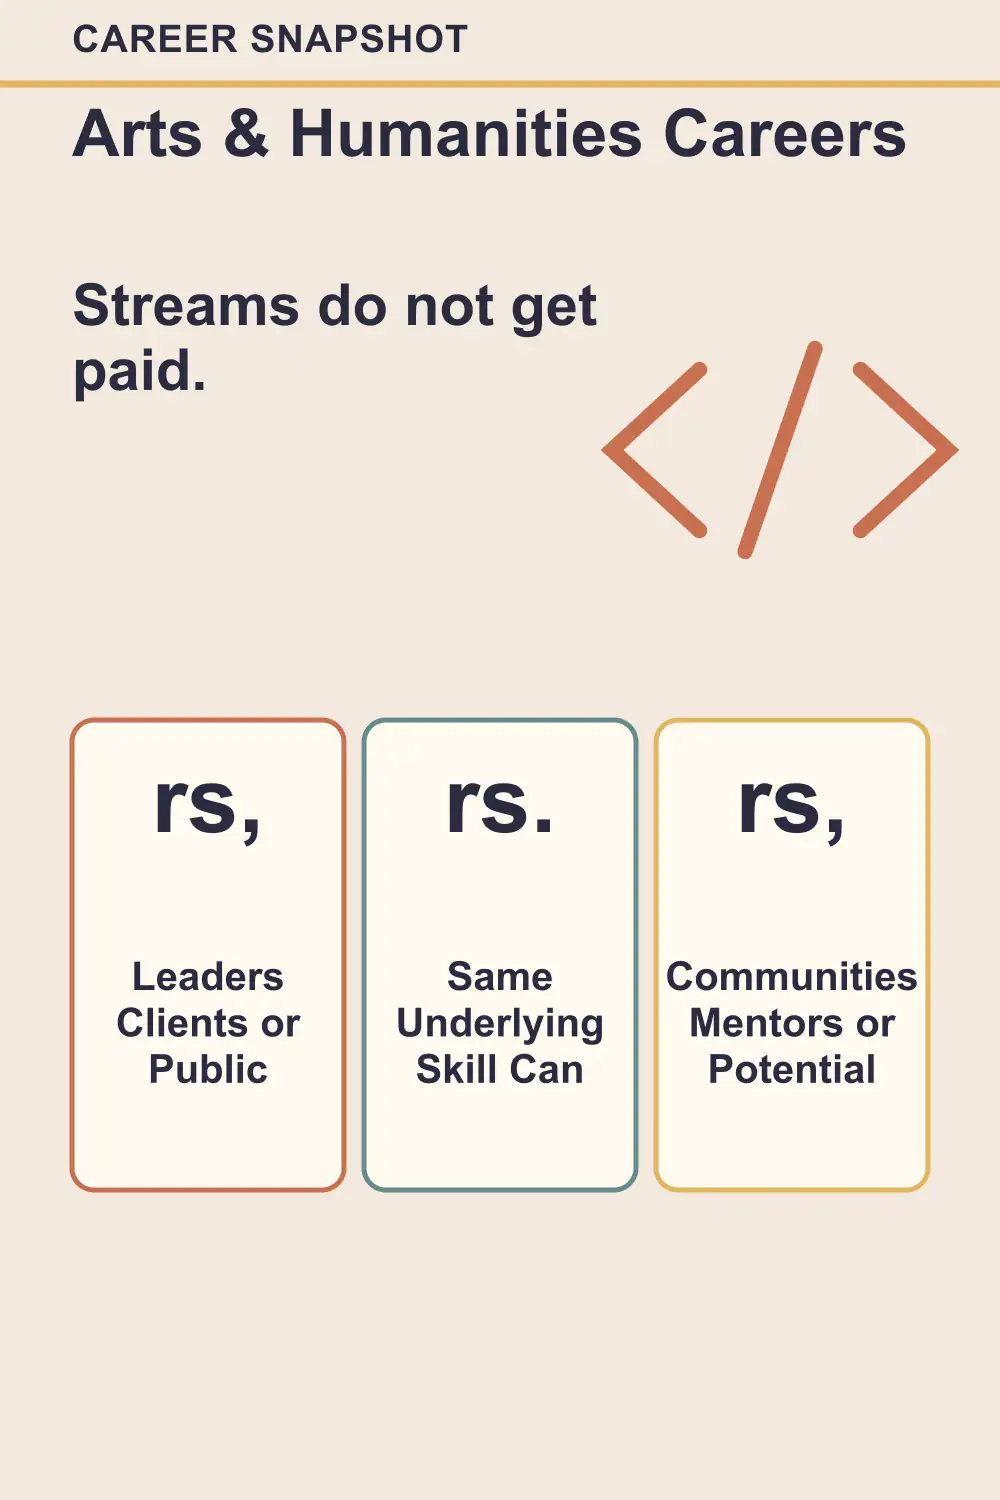 CAREER SNAPSHOT
Arts & Humanities Careers
Streams do not get
paid.
rs,
Leaders
Clients or
Public
rs.
Same
Underlying
Skill Can
rs,
Communities
Mentors or
Potential